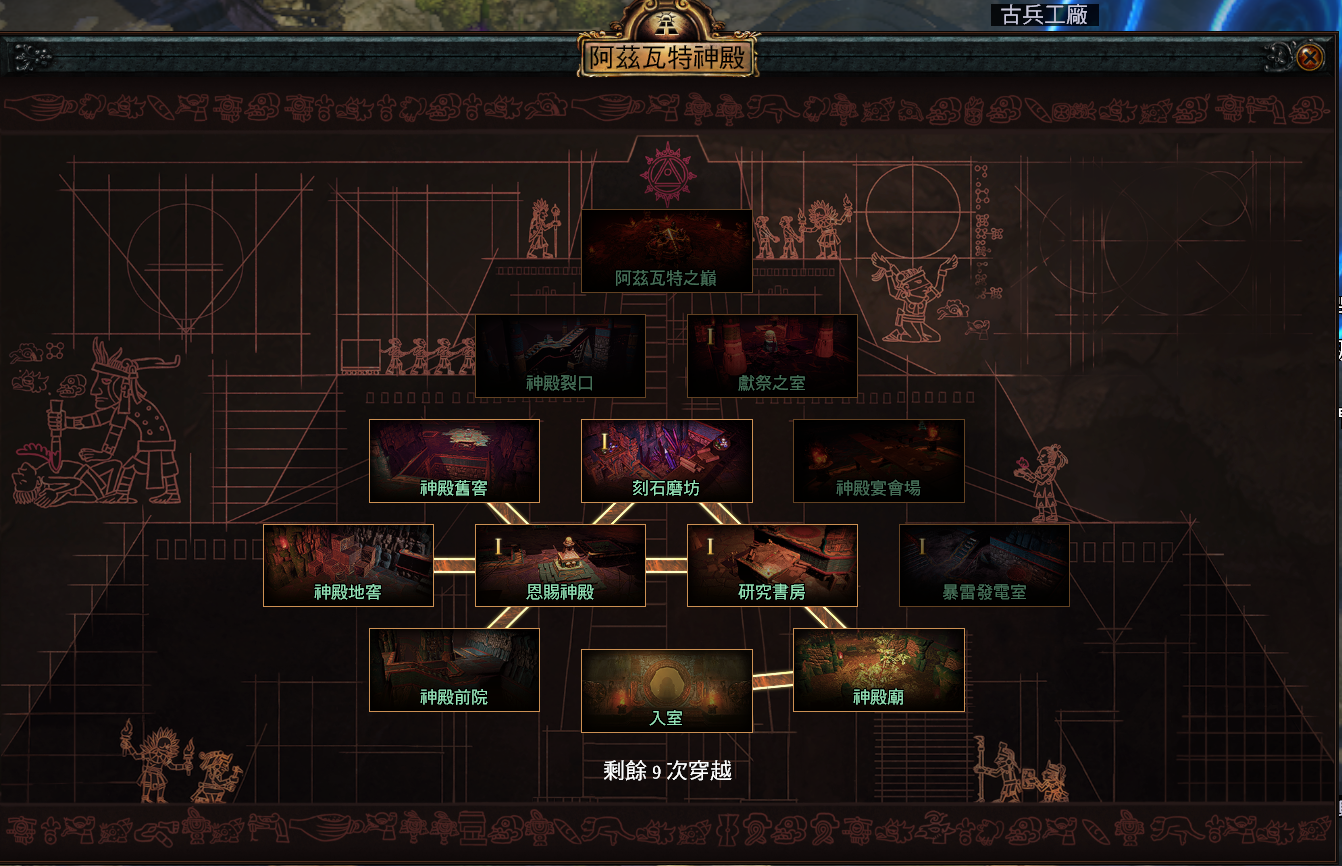 古兵工廠
阿茲瓦特神殿
阿茲瓦特之巔
神殿裂口
I
獻祭之室
神殿舊窖
I
刻石磨坊
神殿宴會場
神殿地窖
I
恩賜神殿
I
研究書房
I
暴雷發電室
神殿前院
入室
神殿廟
剩餘 9 次穿越